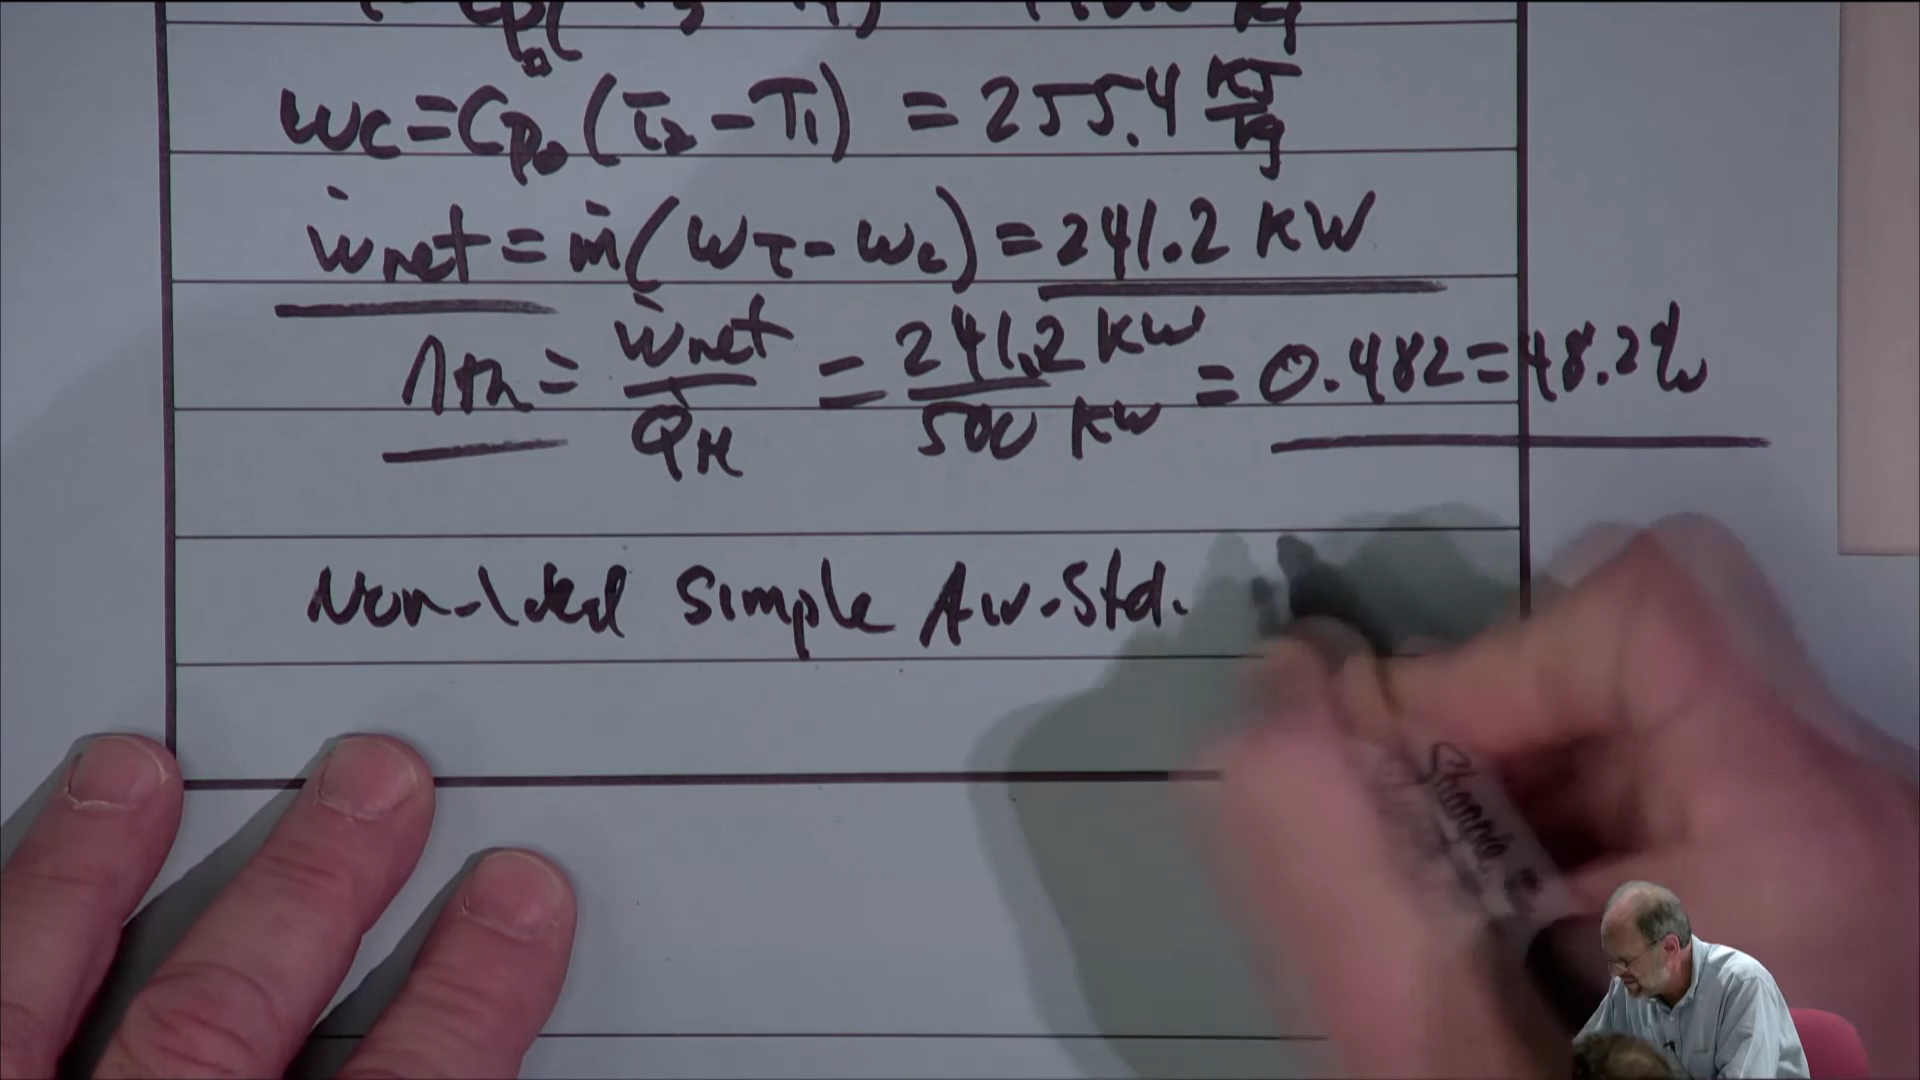 wc = Cpo (T2 - T1) = 255.4 KJ/kg
Ẇnet = ṁ (wT - wc) = 241.2 KW
ηth = Ẇnet/Q̇H = 241.2 KW/500 KW = 0.482 = 48.2%
Non-Ideal Simple Air-Std.
Sharpie